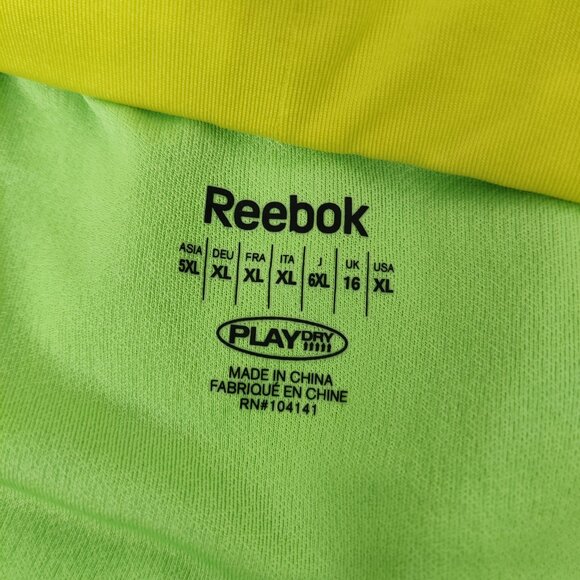 Reebok
ASIA DEU FRA ITA J UK USA
5XL XL XL XL 6XL 16 XL
PLAYDRY
MADE IN CHINA
FABRIQUÉ EN CHINE
RN#104141